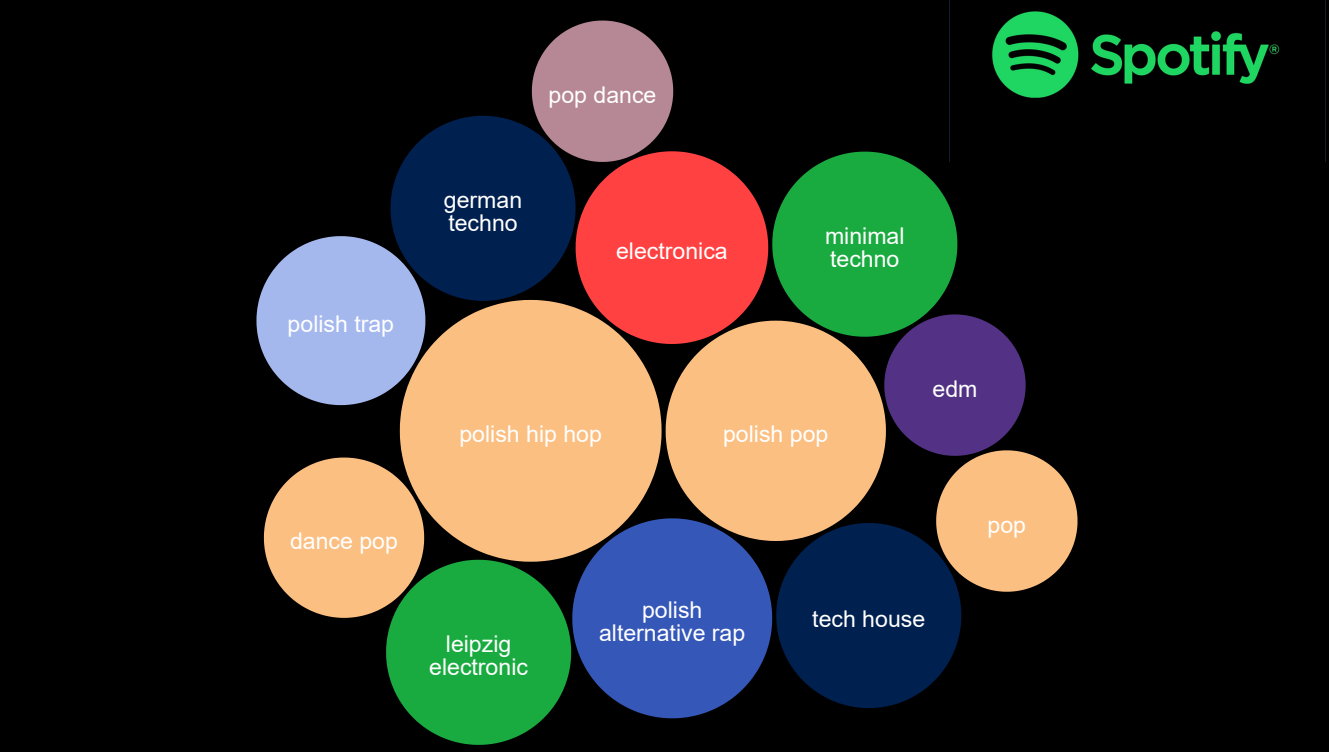 Spotify®
pop dance
german
techno
electronica
minimal
techno
polish trap
edm
polish hip hop
polish pop
dance pop
pop
leipzig
electronic
polish
alternative rap
tech house